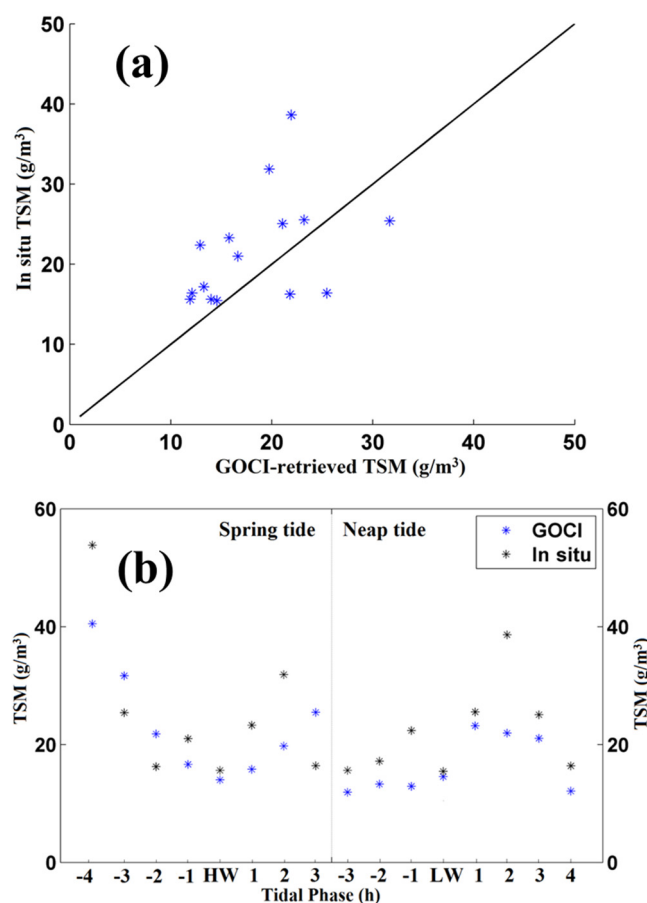 (a)
50
40
30
20
10
0
In situ TSM (g/m³)
0 10 20 30 40 50
GOCI-retrieved TSM (g/m³)
(b)
Spring tide Neap tide
GOCI
In situ
60
40
20
0
TSM (g/m³)
60
40
20
0
TSM (g/m³)
-4 -3 -2 -1 HW 1 2 3 -3 -2 -1 LW 1 2 3 4
Tidal Phase (h)